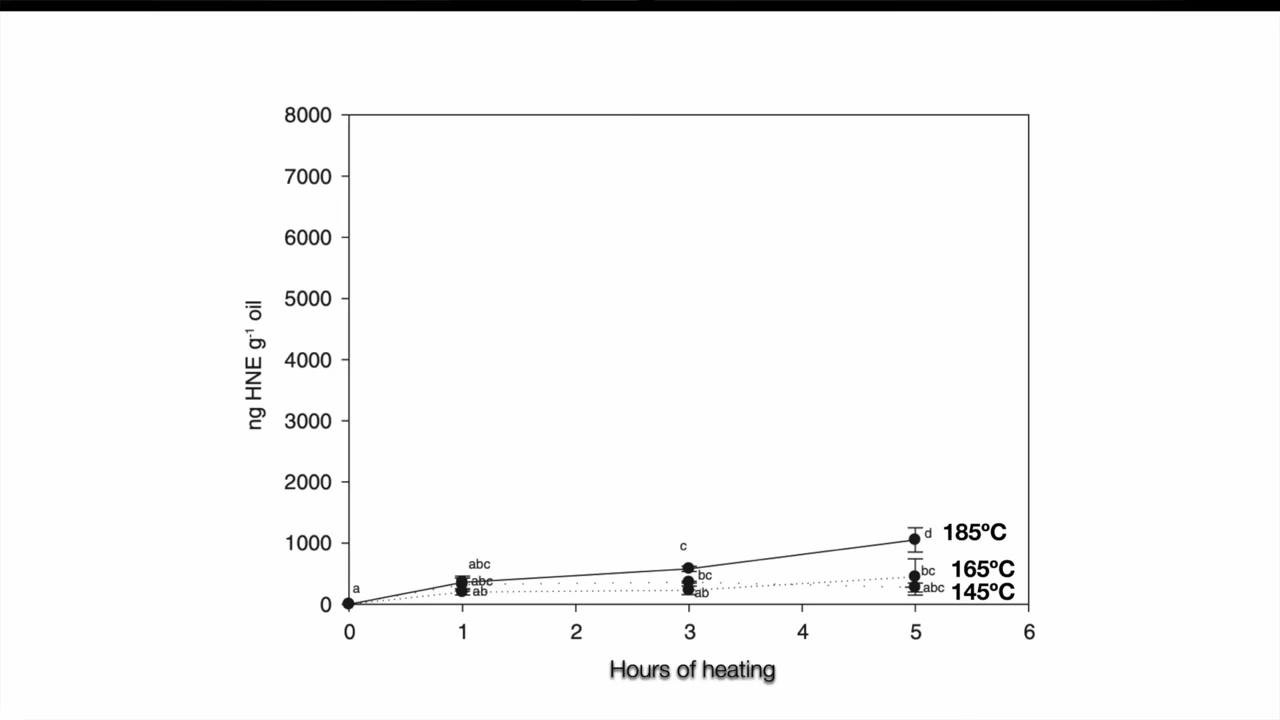 8000
7000
6000
5000
4000
3000
2000
1000
0
ng HNE g⁻¹ oil
a
abc
abc
ab
c
bc
ab
d 185ºC
bc 165ºC
abc 145ºC
0 1 2 3 4 5 6
Hours of heating